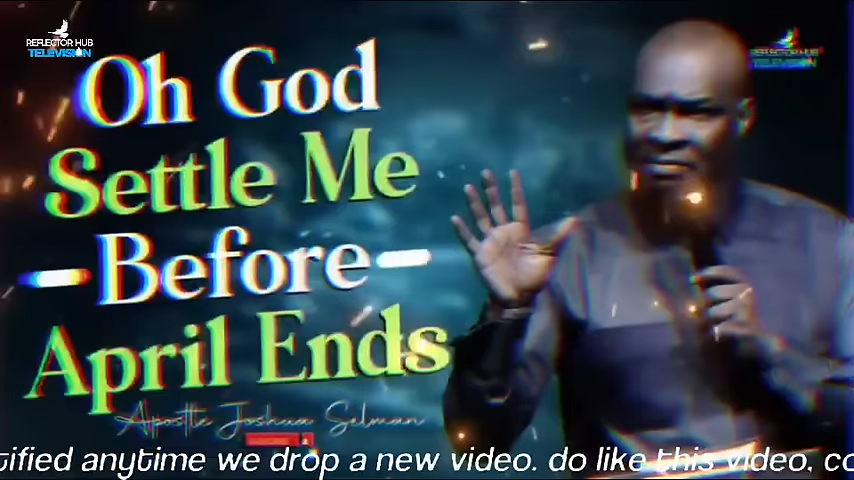 REFLECTOR HUB
TELEVISION
REFLECTOR HUB
TELEVISION
Oh God
Settle Me
Before
April Ends
Apostle Joshua Selman
tified anytime we drop a new video. do like this video, co